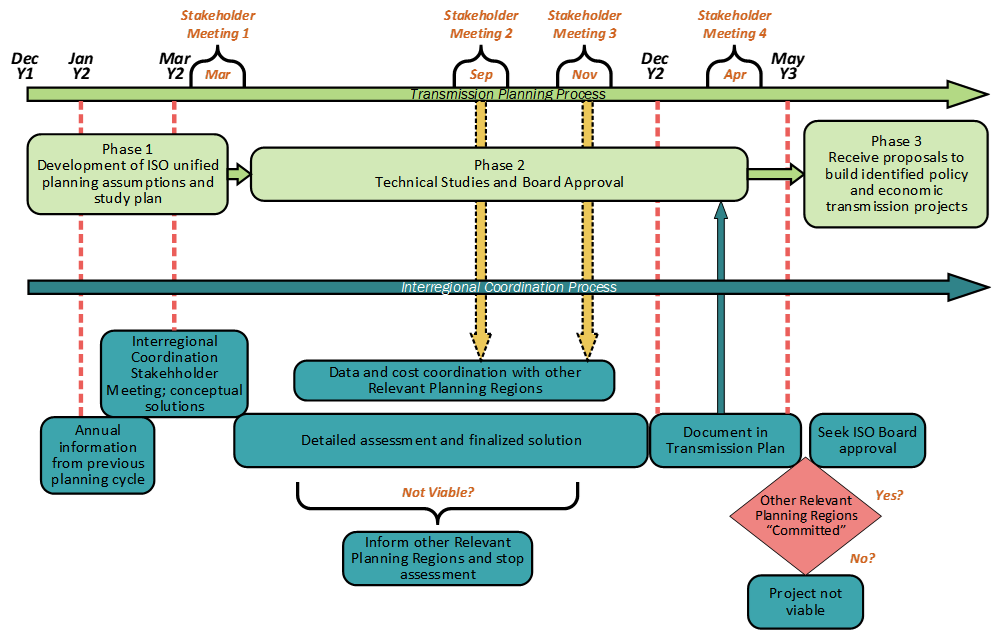 Stakeholder
Meeting 1
Stakeholder
Meeting 2
Stakeholder
Meeting 3
Stakeholder
Meeting 4
Dec
Y1
Jan
Y2
Mar
Y2
Mar
Sep
Nov
Dec
Y2
Apr
May
Y3
Transmission Planning Process
Phase 1
Development of ISO unified
planning assumptions and
study plan
Phase 2
Technical Studies and Board Approval
Phase 3
Receive proposals to
build identified policy
and economic
transmission projects
Interregional Coordination Process
Interregional
Coordination
Stakehholder
Meeting; conceptual
solutions
Data and cost coordination with other
Relevant Planning Regions
Annual
information
from previous
planning cycle
Detailed assessment and finalized solution
Document in
Transmission Plan
Seek ISO Board
approval
Not Viable?
Inform other Relevant
Planning Regions and stop
assessment
Other Relevant
Planning Regions
“Committed”
Yes?
No?
Project not
viable